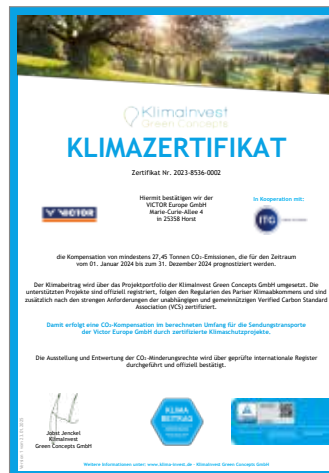 KlimaInvest
Green Concepts
KLIMAZERTIFIKAT
Zertifikat Nr. 2023-8536-0002
Hiermit bestätigen wir der
VICTOR Europe GmbH
Marie-Curie-Allee 4
in 25358 Horst
VICTOR
In Kooperation mit:
ITG
die Kompensation von mindestens 27,45 Tonnen CO₂-Emissionen, die für den Zeitraum
vom 01. Januar 2024 bis zum 31. Dezember 2024 prognostiziert werden.
Der Klimabeitrag wird über das Projektportfolio der KlimaInvest Green Concepts GmbH umgesetzt. Die
unterstützten Projekte sind offiziell registriert, folgen den Regularien des Pariser Klimaabkommens und sind
zusätzlich nach den strengen Anforderungen der unabhängigen und gemeinnützigen Verified Carbon Standard
Association (VCS) zertifiziert.
Damit erfolgt eine CO₂-Kompensation im berechneten Umfang für die Sendungstransporte
der Victor Europe GmbH durch zertifizierte Klimaschutzprojekte.
Die Ausstellung und Entwertung der CO₂-Minderungsrechte wird über geprüfte internationale Register
durchgeführt und offiziell bestätigt.
Jobst Jenckel
KlimaInvest
Green Concepts GmbH
KLIMA
BEITRAG
Weitere Informationen unter: www.klima-invest.de - KlimaInvest Green Concepts GmbH